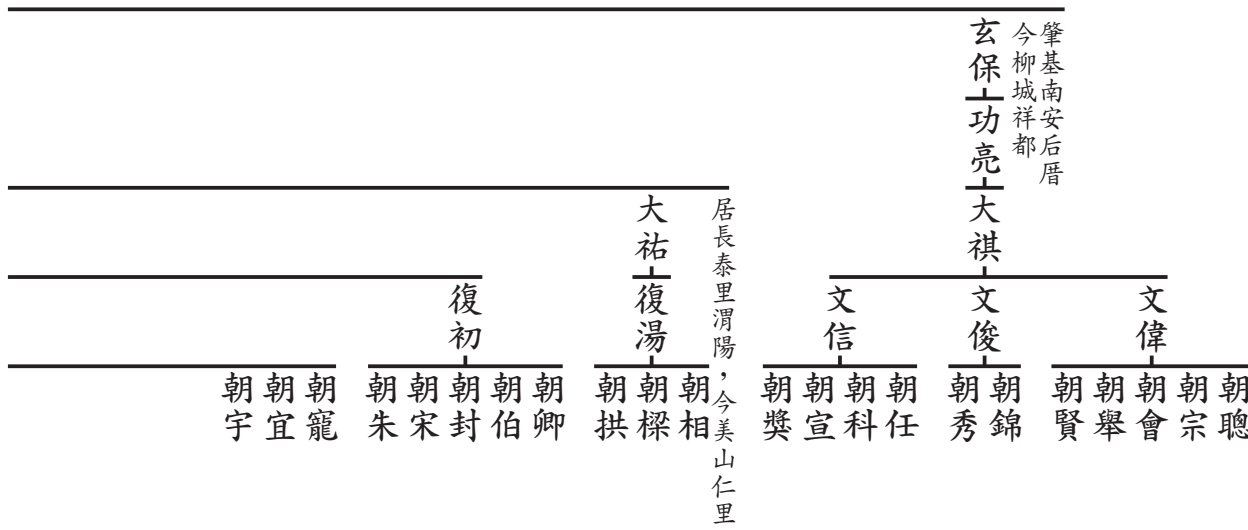 肇基南安后厝
今柳城祥都
玄保
功亮
大祺
文偉
朝聰
朝宗
朝會
朝舉
朝賢
文俊
朝錦
朝秀
文信
朝任
朝科
朝宣
朝獎
居長泰里渭陽，今美山仁里
大祐
復湯
朝相
朝樑
朝拱
復初
朝卿
朝伯
朝封
朝宋
朝朱
朝寵
朝宜
朝宇